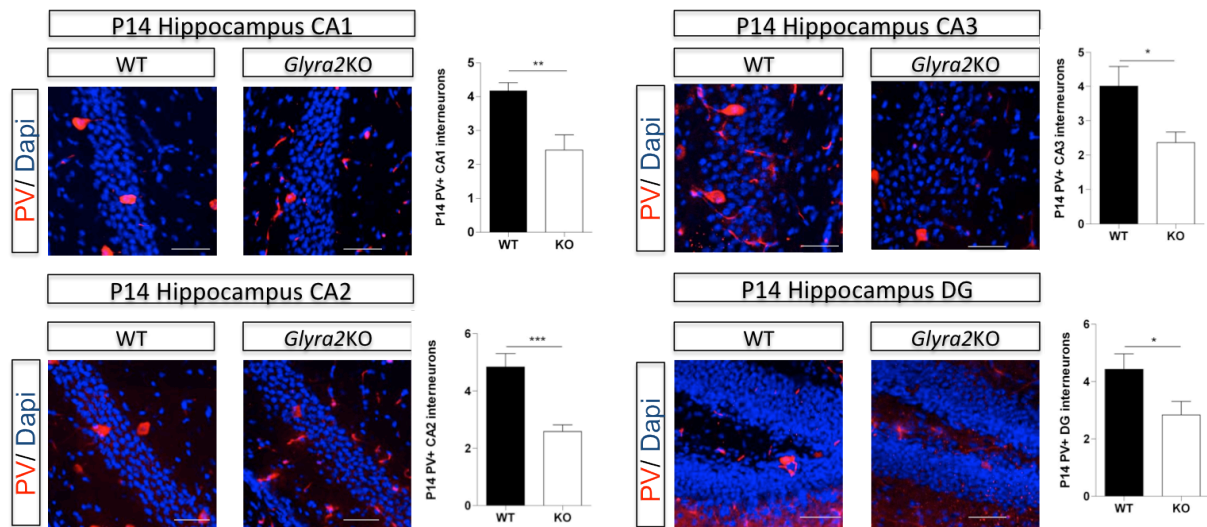 P14 Hippocampus CA1
WT
Glyra2KO
PV/ Dapi
P14 PV+ CA1 interneurons
5
4
3
2
1
0
**
WT
KO
P14 Hippocampus CA3
WT
Glyra2KO
PV/ Dapi
P14 PV+ CA3 interneurons
5
4
3
2
1
0
*
WT
KO
P14 Hippocampus CA2
WT
Glyra2KO
PV/ Dapi
P14 PV+ CA2 interneurons
6
4
2
0
***
WT
KO
P14 Hippocampus DG
WT
Glyra2KO
PV/ Dapi
P14 PV+ DG interneurons
6
4
2
0
*
WT
KO